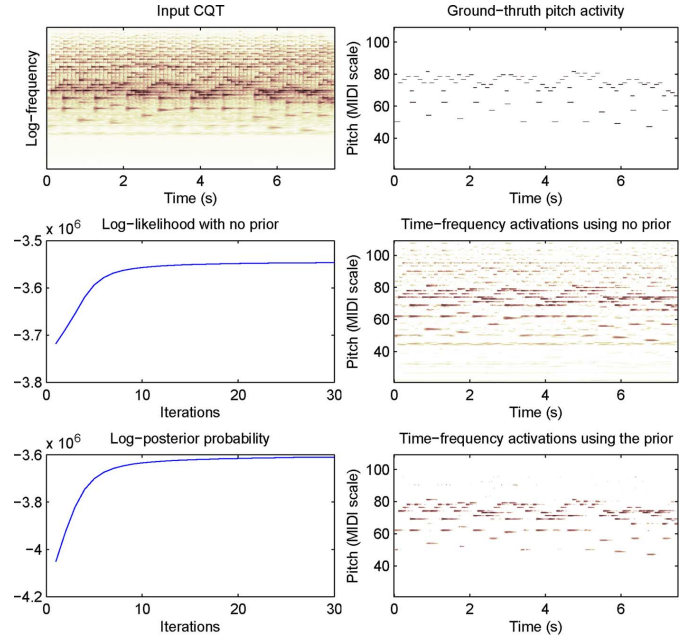 Input CQT
Log-frequency
0 2 4 6
Time (s)
Ground-thruth pitch activity
Pitch (MIDI scale)
100
80
60
40
0 2 4 6
Time (s)
Log-likelihood with no prior
x 10^6
-3.5
-3.6
-3.7
-3.8
0 10 20 30
Iterations
Time-frequency activations using no prior
Pitch (MIDI scale)
100
80
60
40
0 2 4 6
Time (s)
Log-posterior probability
x 10^6
-3.6
-3.8
-4
-4.2
0 10 20 30
Iterations
Time-frequency activations using the prior
Pitch (MIDI scale)
100
80
60
40
0 2 4 6
Time (s)